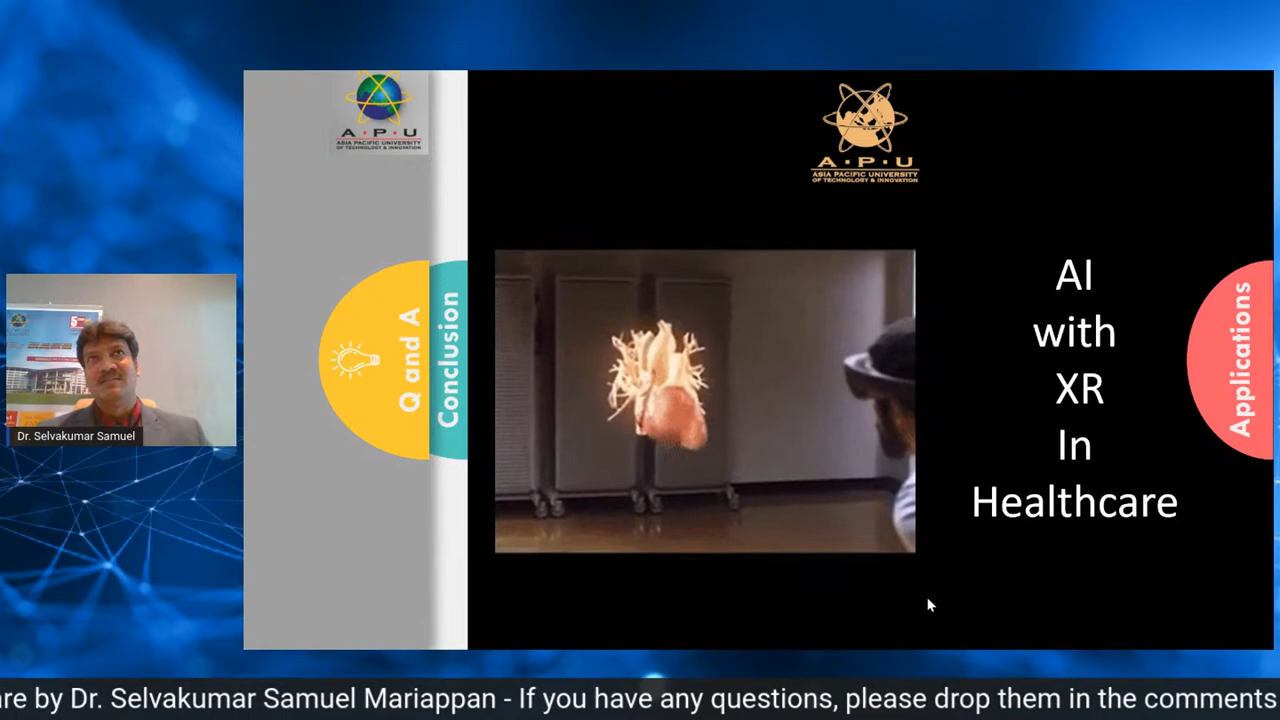 A · P · U
ASIA PACIFIC UNIVERSITY
OF TECHNOLOGY & INNOVATION
A · P · U
ASIA PACIFIC UNIVERSITY
OF TECHNOLOGY & INNOVATION
Q and A
Conclusion
AI
with
XR
In
Healthcare
Applications
Dr. Selvakumar Samuel
are by Dr. Selvakumar Samuel Mariappan - If you have any questions, please drop them in the comments